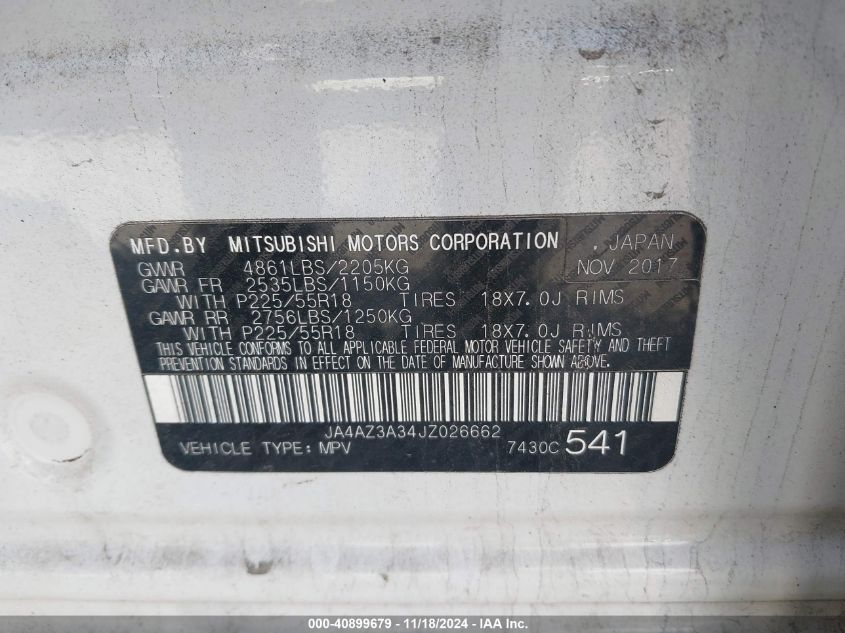 MFD.BY MITSUBISHI MOTORS CORPORATION , JAPAN
GVWR 4861LBS/2205KG NOV 2017
GAWR FR 2535LBS/1150KG
WITH P225/55R18 TIRES 18X7.0J RIMS
GAWR RR 2756LBS/1250KG
WITH P225/55R18 TIRES 18X7.0J RIMS
THIS VEHICLE CONFORMS TO ALL APPLICABLE FEDERAL MOTOR VEHICLE SAFETY AND THEFT
PREVENTION STANDARDS IN EFFECT ON THE DATE OF MANUFACTURE SHOWN ABOVE.
JA4AZ3A34JZ026662
VEHICLE TYPE: MPV 7430C 541
000-40899679 - 11/18/2024 - IAA Inc.